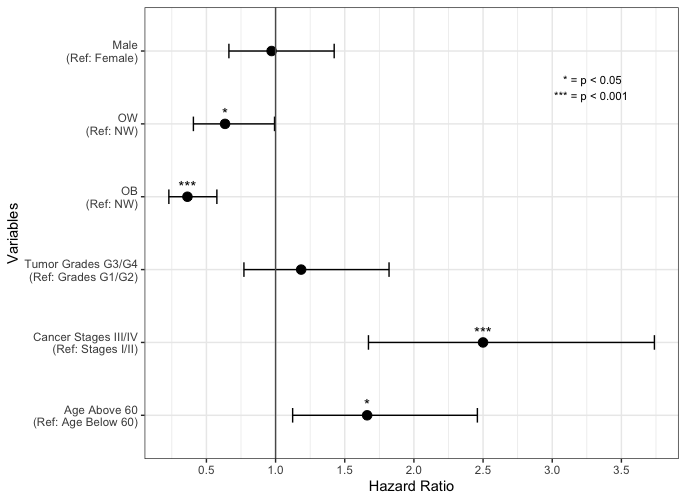 Male
(Ref: Female)
* = p < 0.05
*** = p < 0.001
OW
(Ref: NW)
*
OB
(Ref: NW)
***
Variables
Tumor Grades G3/G4
(Ref: Grades G1/G2)
Cancer Stages III/IV
(Ref: Stages I/II)
***
Age Above 60
(Ref: Age Below 60)
*
0.5 1.0 1.5 2.0 2.5 3.0 3.5
Hazard Ratio